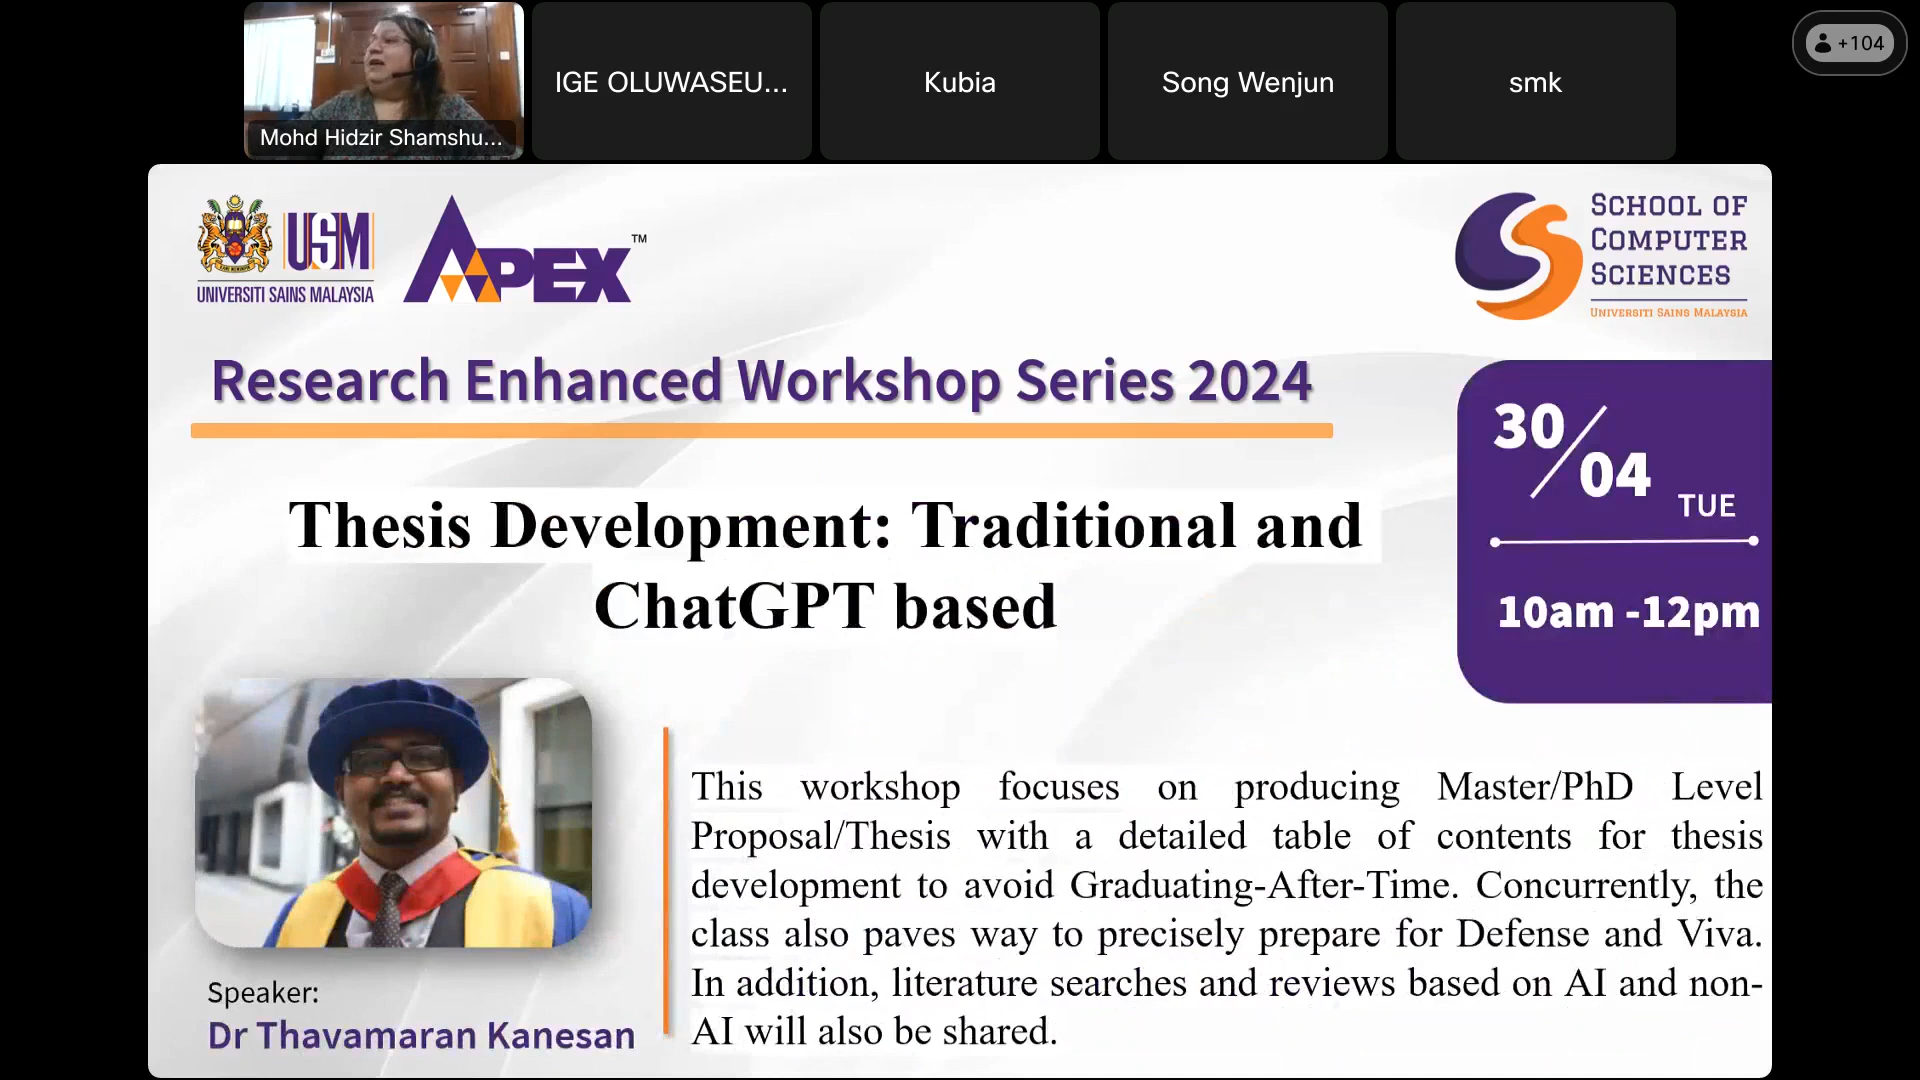 +104
IGE OLUWASEU...
Kubia
Song Wenjun
smk
Mohd Hidzir Shamshu...
USM
UNIVERSITI SAINS MALAYSIA
APEX™
SCHOOL OF
COMPUTER
SCIENCES
UNIVERSITI SAINS MALAYSIA
Research Enhanced Workshop Series 2024
30/04 TUE
10am -12pm
Thesis Development: Traditional and
ChatGPT based
This workshop focuses on producing Master/PhD Level
Proposal/Thesis with a detailed table of contents for thesis
development to avoid Graduating-After-Time. Concurrently, the
class also paves way to precisely prepare for Defense and Viva.
In addition, literature searches and reviews based on AI and non-
AI will also be shared.
Speaker:
Dr Thavamaran Kanesan